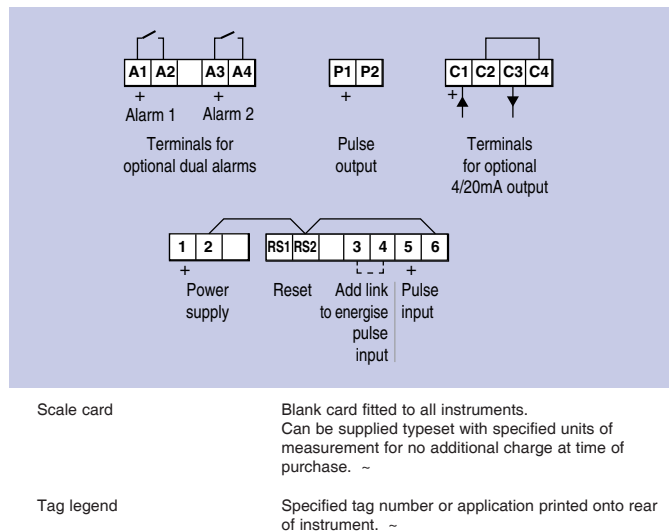 A1 A2 A3 A4
+ +
Alarm 1 Alarm 2
Terminals for
optional dual alarms
P1 P2
+
Pulse
output
C1 C2 C3 C4
+
Terminals
for optional
4/20mA output
1 2
+
Power
supply
RS1 RS2 3 4 5 6
+
Reset
Add link
to energise
pulse
input
Pulse
input
Scale card
Blank card fitted to all instruments.
Can be supplied typeset with specified units of
measurement for no additional charge at time of
purchase. ~
Tag legend
Specified tag number or application printed onto rear
of instrument. ~